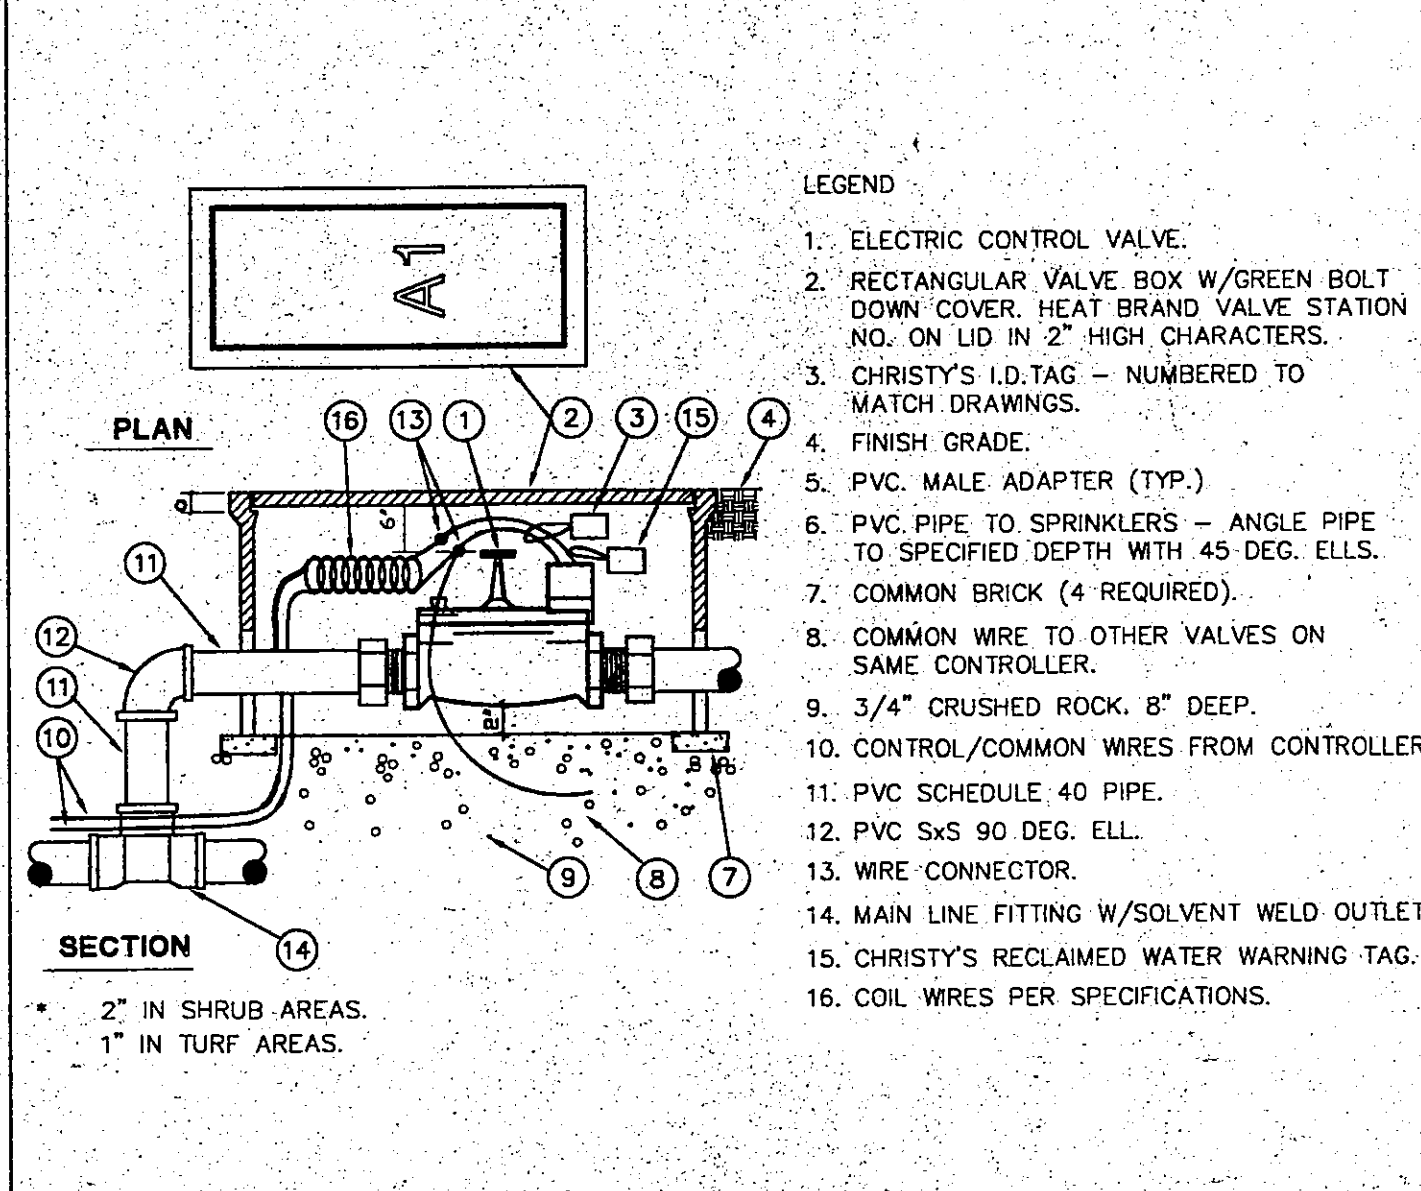 A1
PLAN
16 13 1 2 3 15 4
6'
11
12
11
10
2"
9 8 7
14
SECTION
* 2" IN SHRUB AREAS.
1" IN TURF AREAS.
LEGEND
1. ELECTRIC CONTROL VALVE.
2. RECTANGULAR VALVE BOX W/GREEN BOLT
DOWN COVER. HEAT BRAND VALVE STATION
NO. ON LID IN 2" HIGH CHARACTERS.
3. CHRISTY'S I.D.TAG – NUMBERED TO
MATCH DRAWINGS.
4. FINISH GRADE.
5. PVC. MALE ADAPTER (TYP.)
6. PVC. PIPE TO SPRINKLERS – ANGLE PIPE
TO SPECIFIED DEPTH WITH 45 DEG. ELLS.
7. COMMON BRICK (4 REQUIRED).
8. COMMON WIRE TO OTHER VALVES ON
SAME CONTROLLER.
9. 3/4" CRUSHED ROCK. 8" DEEP.
10. CONTROL/COMMON WIRES FROM CONTROLLER
11. PVC SCHEDULE 40 PIPE.
12. PVC SxS 90 DEG. ELL.
13. WIRE CONNECTOR.
14. MAIN LINE FITTING W/SOLVENT WELD OUTLET
15. CHRISTY'S RECLAIMED WATER WARNING TAG.
16. COIL WIRES PER SPECIFICATIONS.